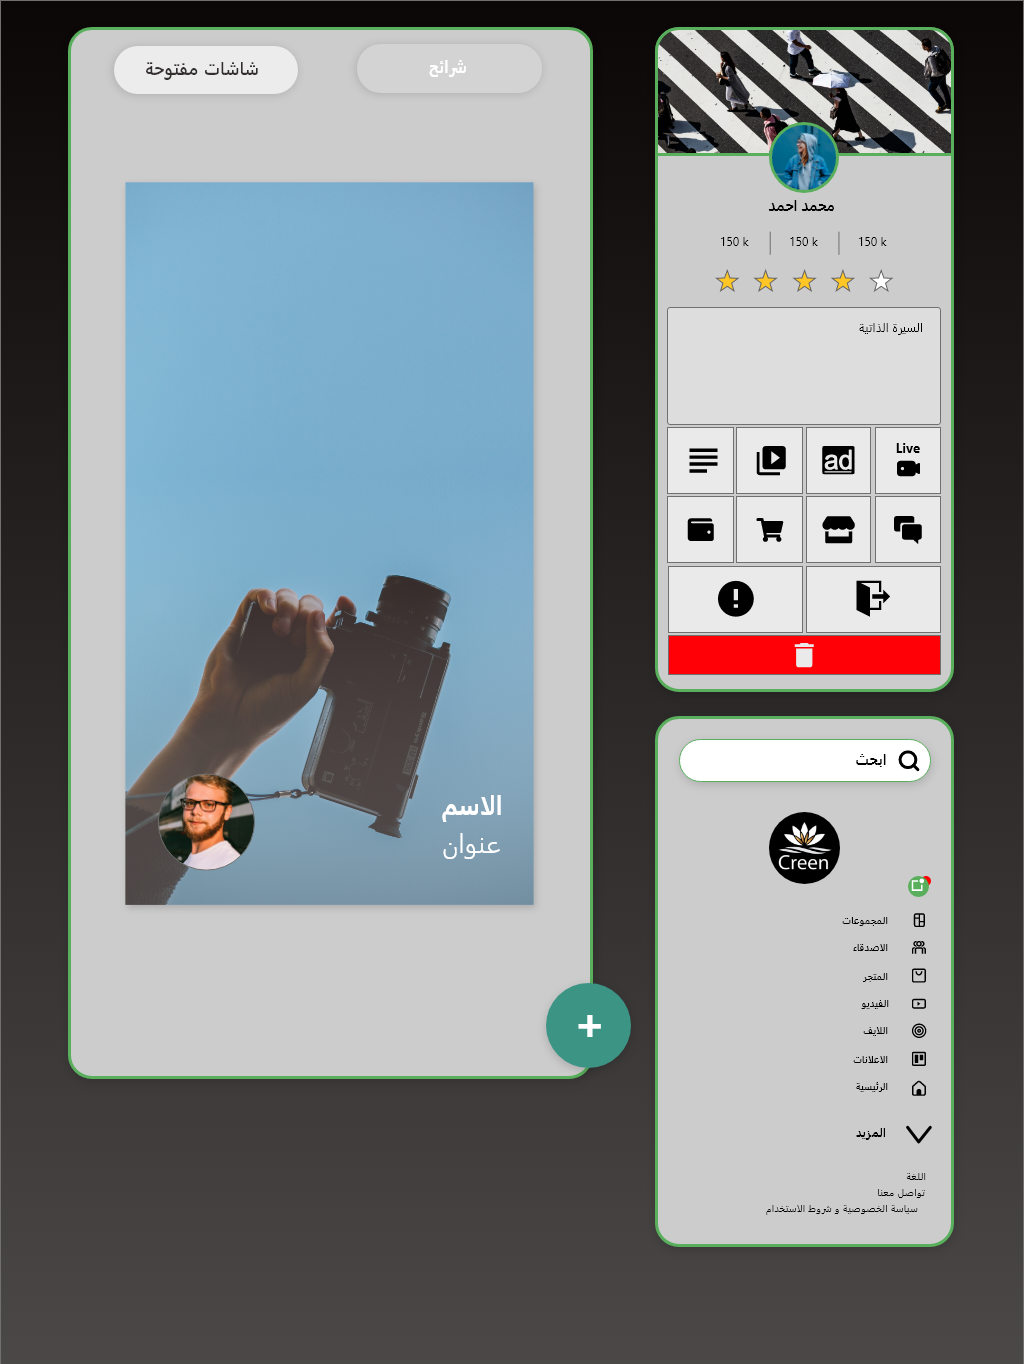 شرائح
شاشات مفتوحة
الاسم
عنوان
+
محمد احمد
150 k
150 k
150 k
السيرة الذاتية
ad
Live
ابحث
Creen
المجموعات
الاصدقاء
المتجر
الفيديو
اللايف
الاعلانات
الرئيسية
المزيد
اللغة
تواصل معنا
سياسة الخصوصية و شروط الاستخدام